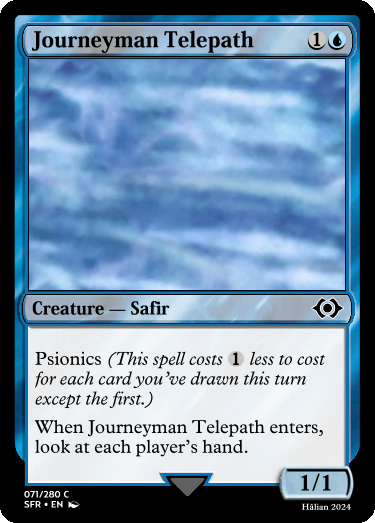 Journeyman Telepath 1
Creature — Safir
Psionics (This spell costs 1 less to cost
for each card you've drawn this turn
except the first.)
When Journeyman Telepath enters,
look at each player's hand.
1/1
071/280 C
SFR • EN
Hālian 2024